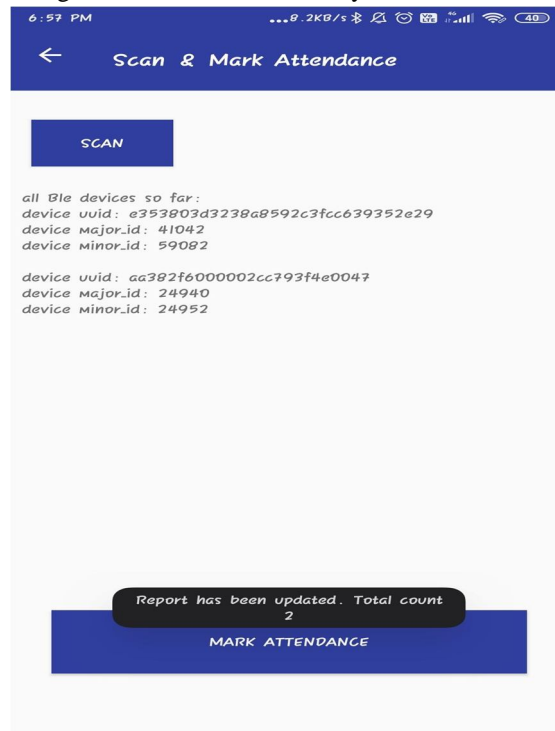 6:57 PM ...8.2KB/s 40
Scan & Mark Attendance
SCAN
all Ble devices so far:
device uuid: e353803d3238a8592c3fcc639352e29
device Major_id: 41042
device Minor_id: 59082
device uuid: aa382f6000002cc793f4e0047
device Major_id: 24940
device Minor_id: 24952
Report has been updated. Total count
2
MARK ATTENDANCE